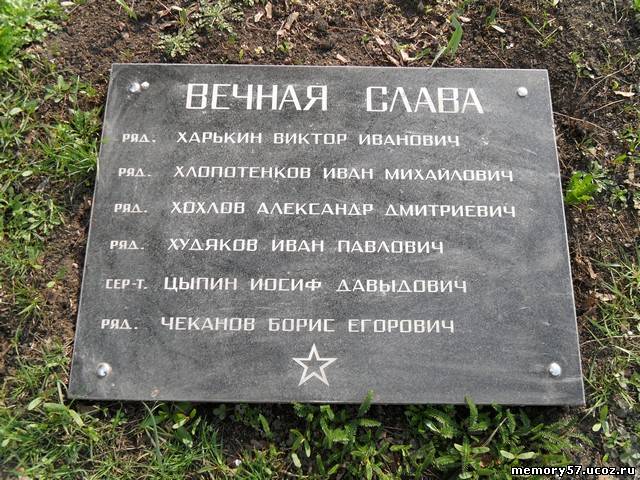 ВЕЧНАЯ СЛАВА
РЯД. ХАРЬКИН ВИКТОР ИВАНОВИЧ
РЯД. ХЛОПОТЕНКОВ ИВАН МИХАЙЛОВИЧ
РЯД. ХОХЛОВ АЛЕКСАНДР ДМИТРИЕВИЧ
РЯД. ХУДЯКОВ ИВАН ПАВЛОВИЧ
СЕР-Т. ЦЫПИН ИОСИФ ДАВЫДОВИЧ
РЯД. ЧЕКАНОВ БОРИС ЕГОРОВИЧ
memory57.ucoz.ru